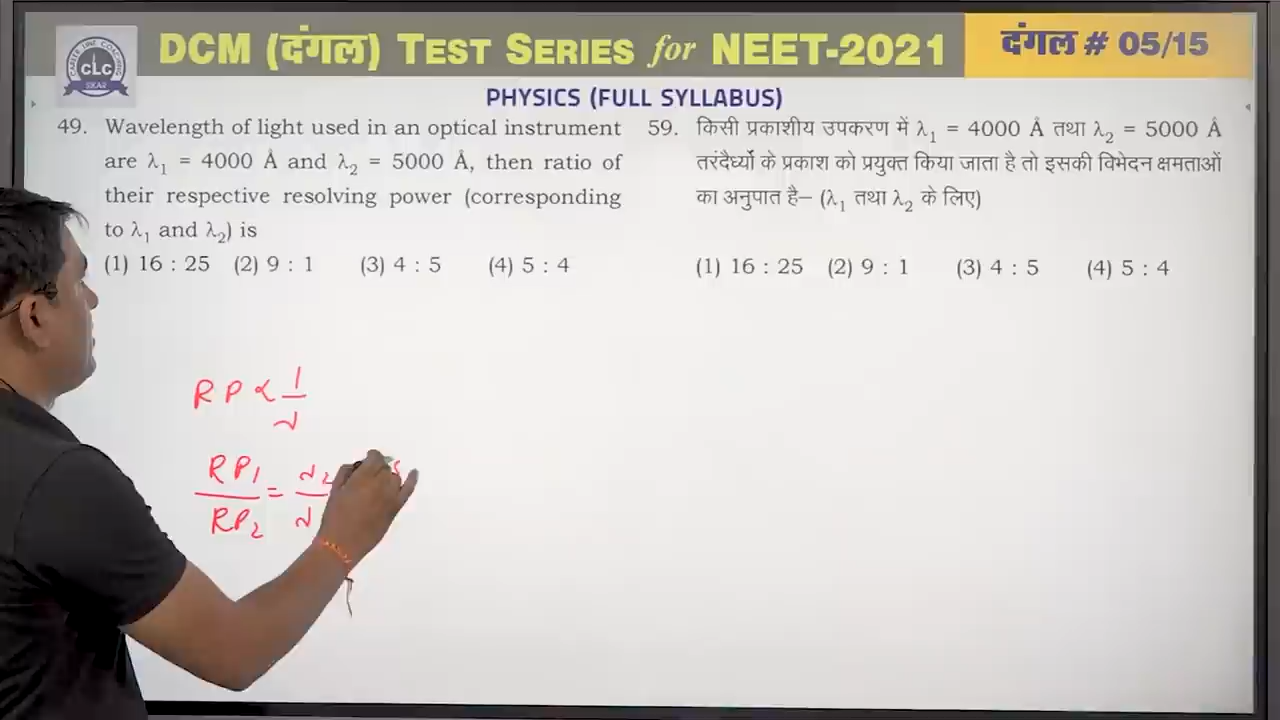 DCM (दंगल) TEST SERIES for NEET-2021
दंगल # 05/15
CLC
SIKAR
PHYSICS (FULL SYLLABUS)
49. Wavelength of light used in an optical instrument
are λ₁ = 4000 Å and λ₂ = 5000 Å, then ratio of
their respective resolving power (corresponding
to λ₁ and λ₂) is
(1) 16 : 25 (2) 9 : 1 (3) 4 : 5 (4) 5 : 4
59. किसी प्रकाशीय उपकरण में λ₁ = 4000 Å तथा λ₂ = 5000 Å
तरंदैर्ध्यों के प्रकाश को प्रयुक्त किया जाता है तो इसकी विभेदन क्षमताओं
का अनुपात है– (λ₁ तथा λ₂ के लिए)
(1) 16 : 25 (2) 9 : 1 (3) 4 : 5 (4) 5 : 4
RP ∝ 1/λ
RP₁/RP₂ = λ₂/λ